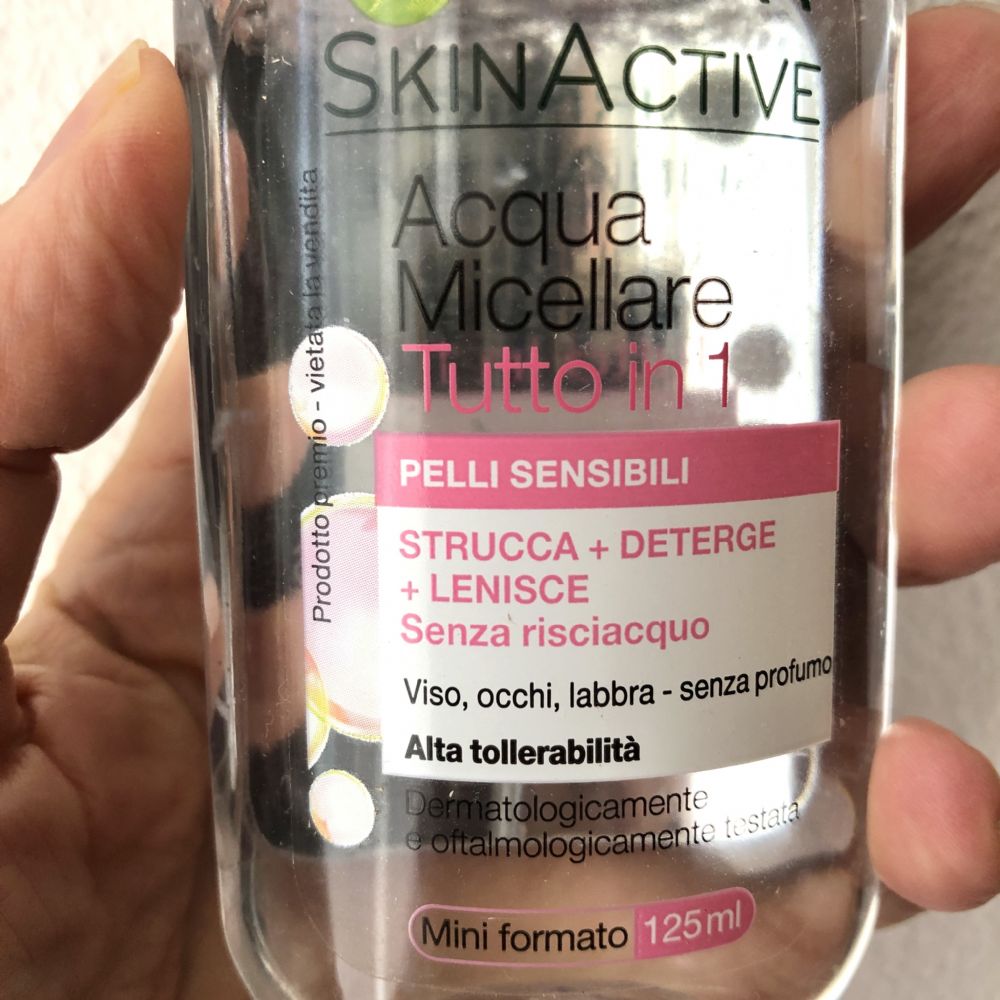 SKINACTIVE
Acqua
Micellare
Tutto in 1
PELLI SENSIBILI
STRUCCA + DETERGE
+ LENISCE
Senza risciacquo
Viso, occhi, labbra - senza profumo
Alta tollerabilità
Dermatologicamente
e oftalmologicamente testata
Mini formato 125ml
Prodotto premio - vietata la vendita